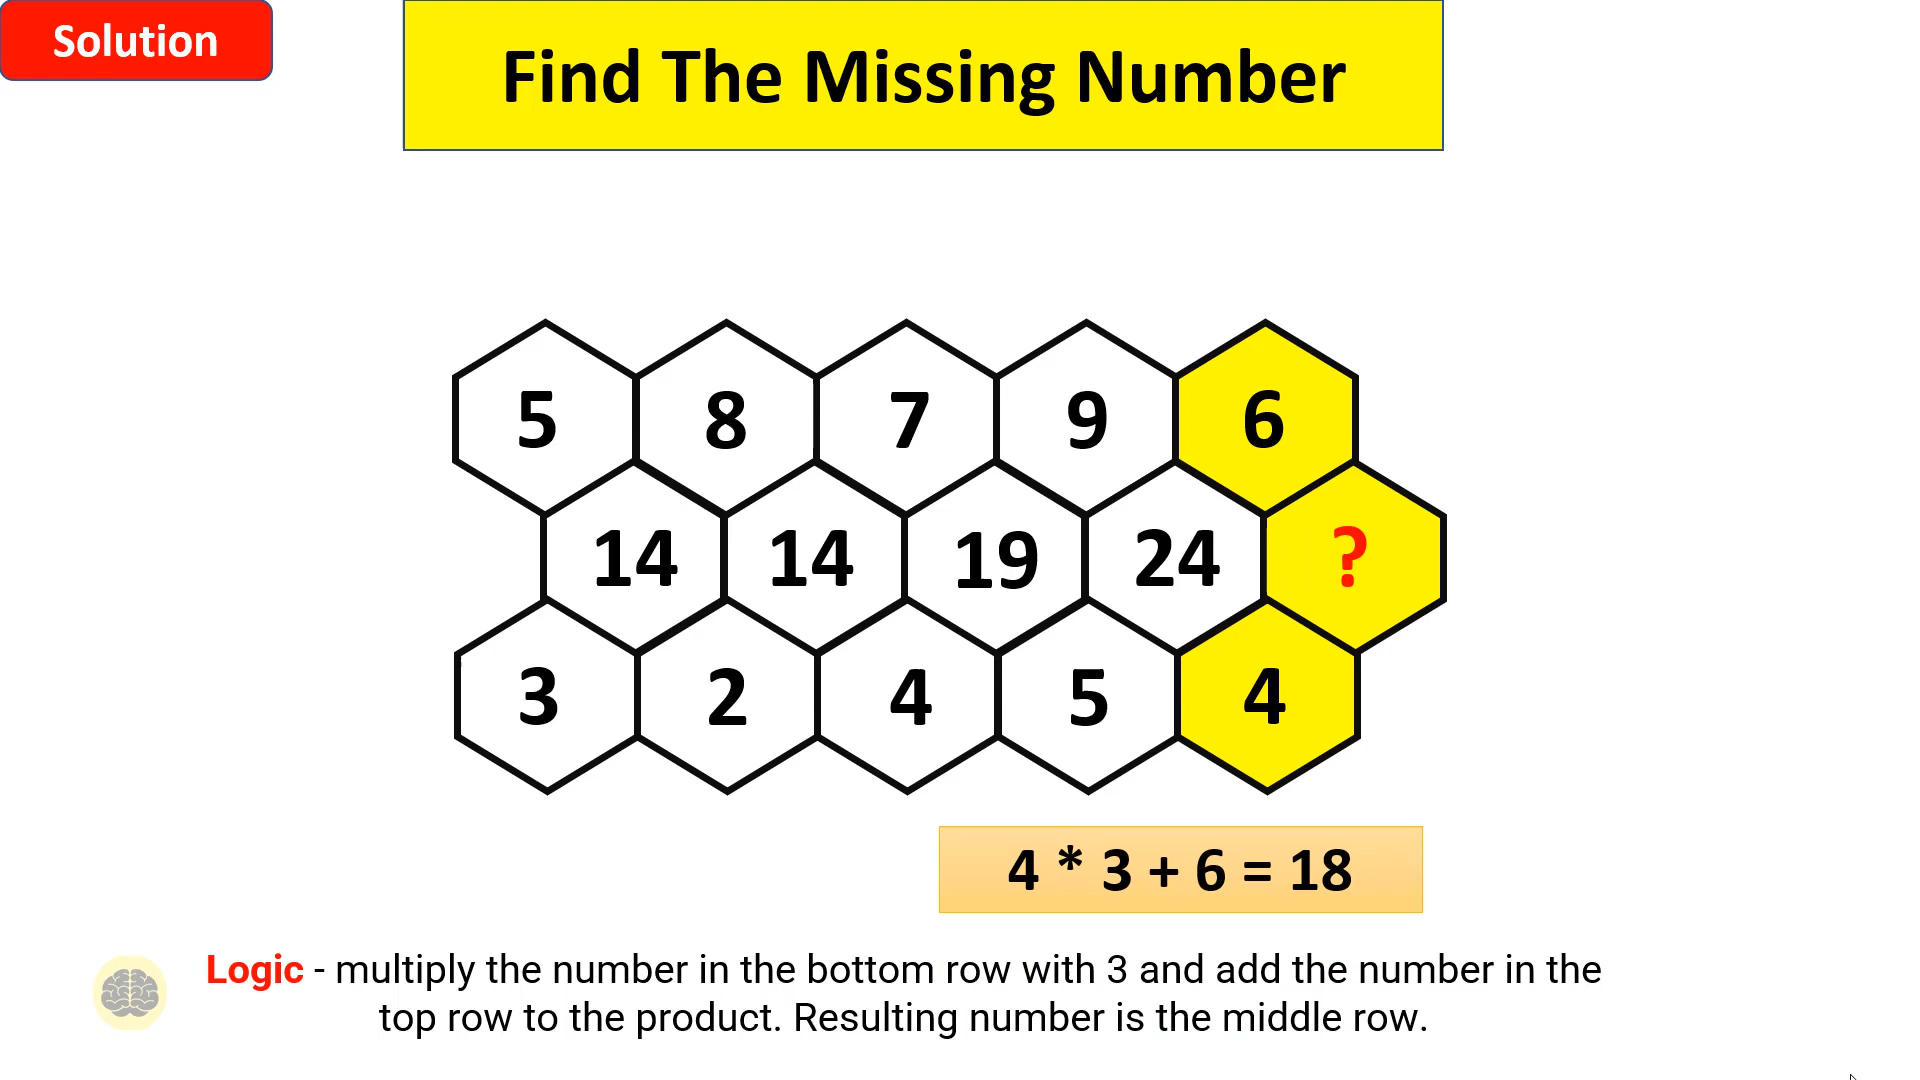 Solution
Find The Missing Number
5 8 7 9 6
14 14 19 24 ?
3 2 4 5 4
4 * 3 + 6 = 18
Logic - multiply the number in the bottom row with 3 and add the number in the
top row to the product. Resulting number is the middle row.